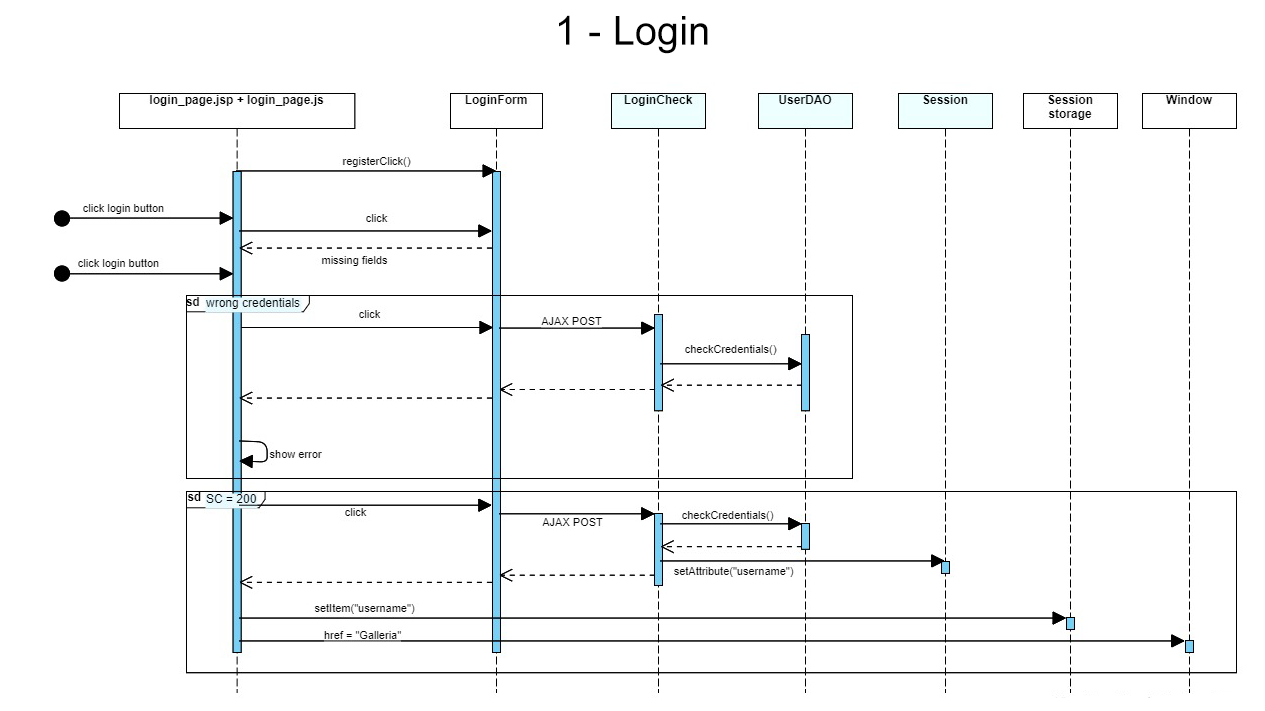 1 - Login
login_page.jsp + login_page.js
LoginForm
LoginCheck
UserDAO
Session
Session
storage
Window
registerClick()
click login button
click
missing fields
click login button
sd wrong credentials
click
AJAX POST
checkCredentials()
show error
sd SC = 200
click
AJAX POST
checkCredentials()
setAttribute("username")
setItem("username")
href = "Galleria"